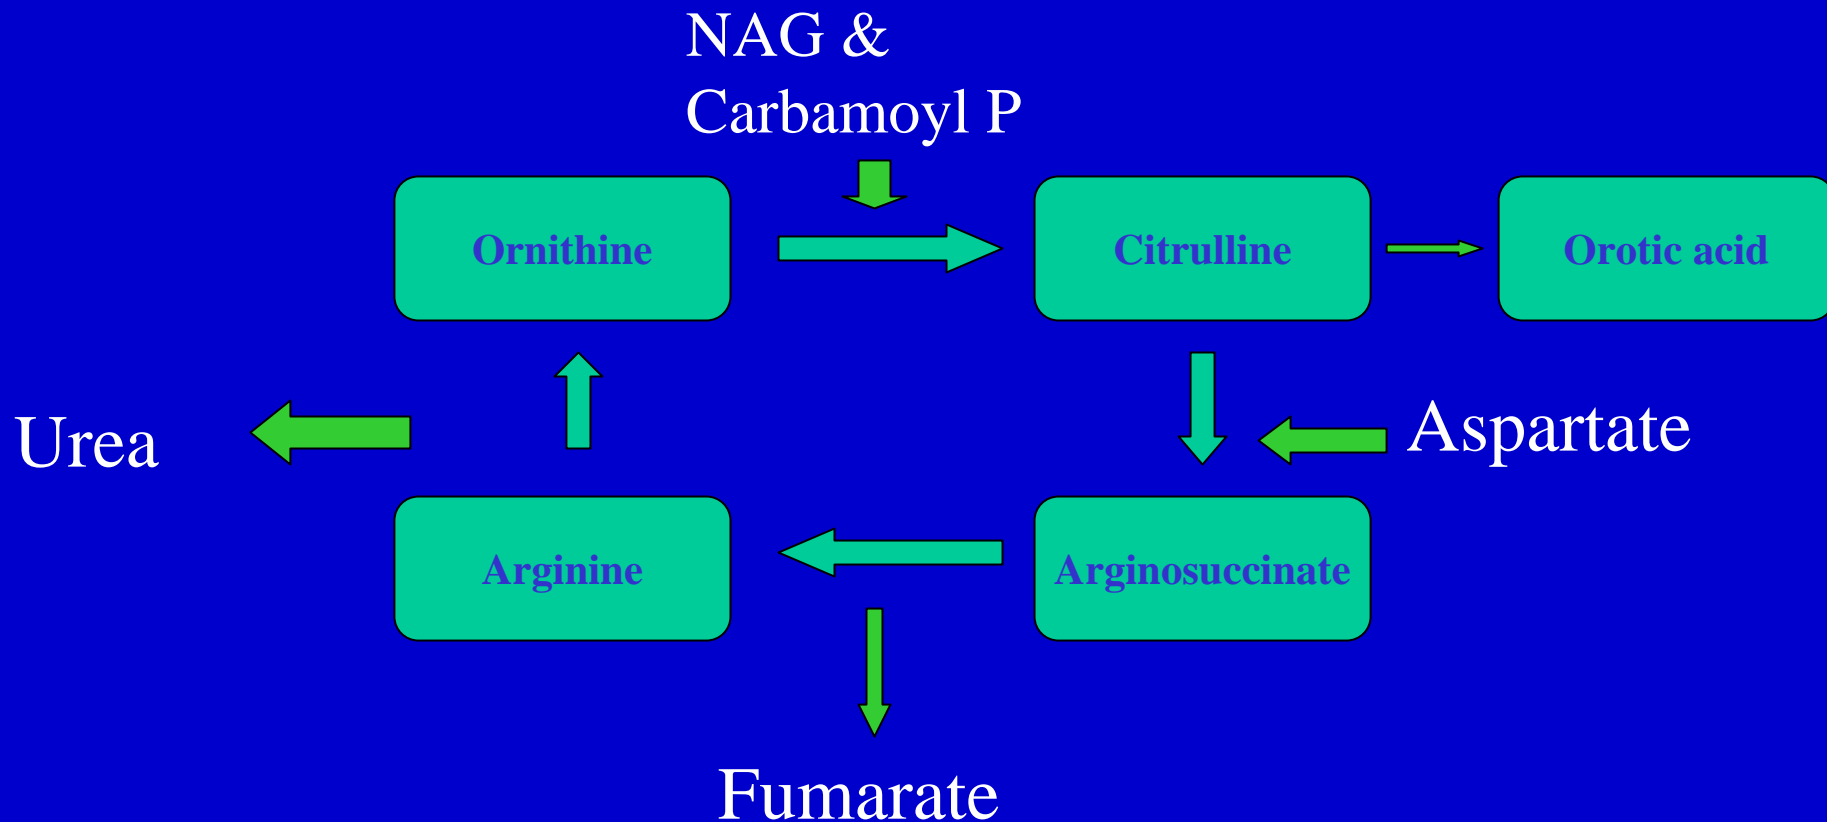 NAG &
Carbamoyl P
Ornithine
Citrulline
Orotic acid
Urea
Aspartate
Arginine
Arginosuccinate
Fumarate